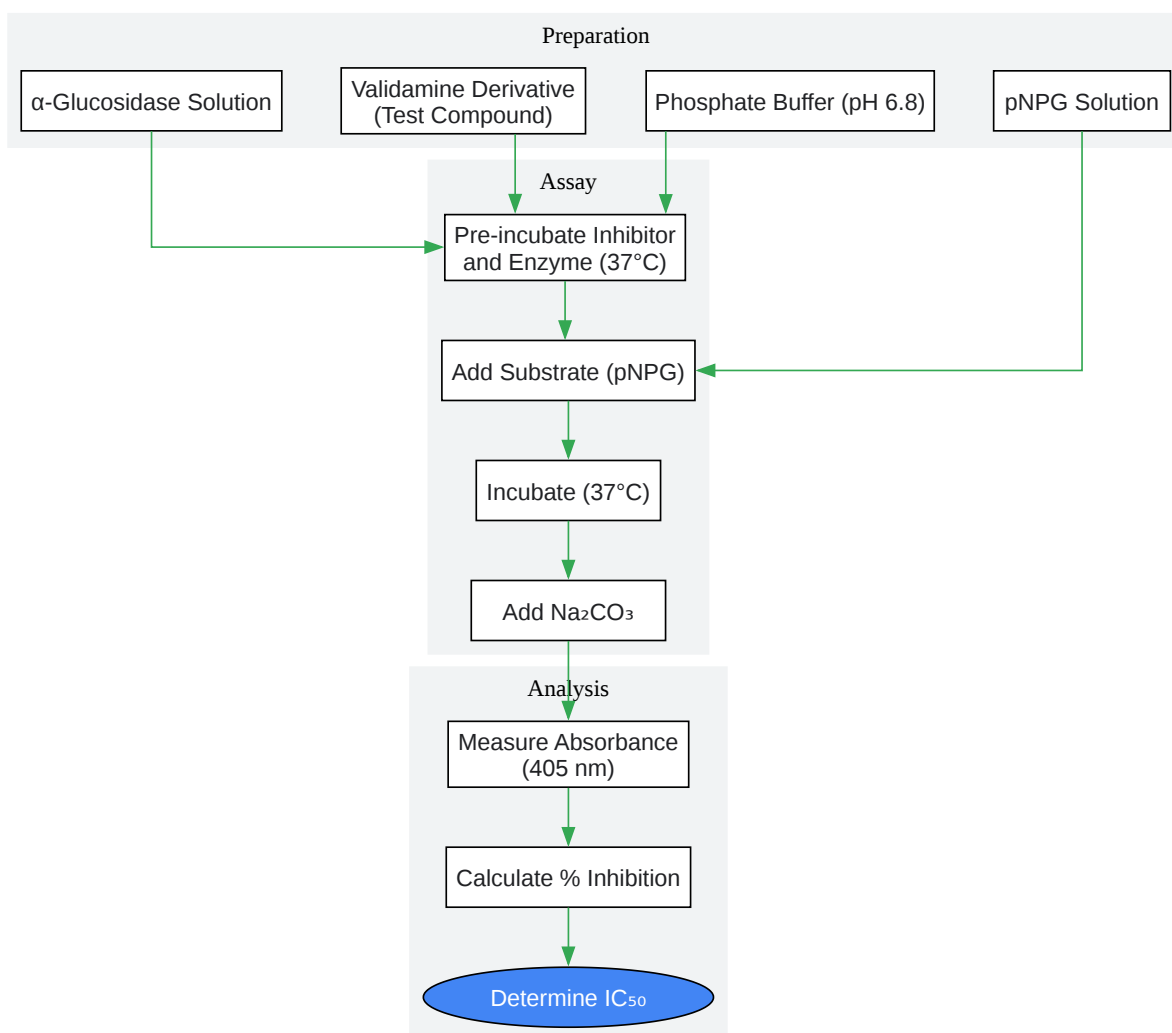 Preparation
α-Glucosidase Solution
Validamine Derivative
(Test Compound)
Phosphate Buffer (pH 6.8)
pNPG Solution
Assay
Pre-incubate Inhibitor
and Enzyme (37°C)
Add Substrate (pNPG)
Incubate (37°C)
Add Na₂CO₃
Analysis
Measure Absorbance
(405 nm)
Calculate % Inhibition
Determine IC₅₀